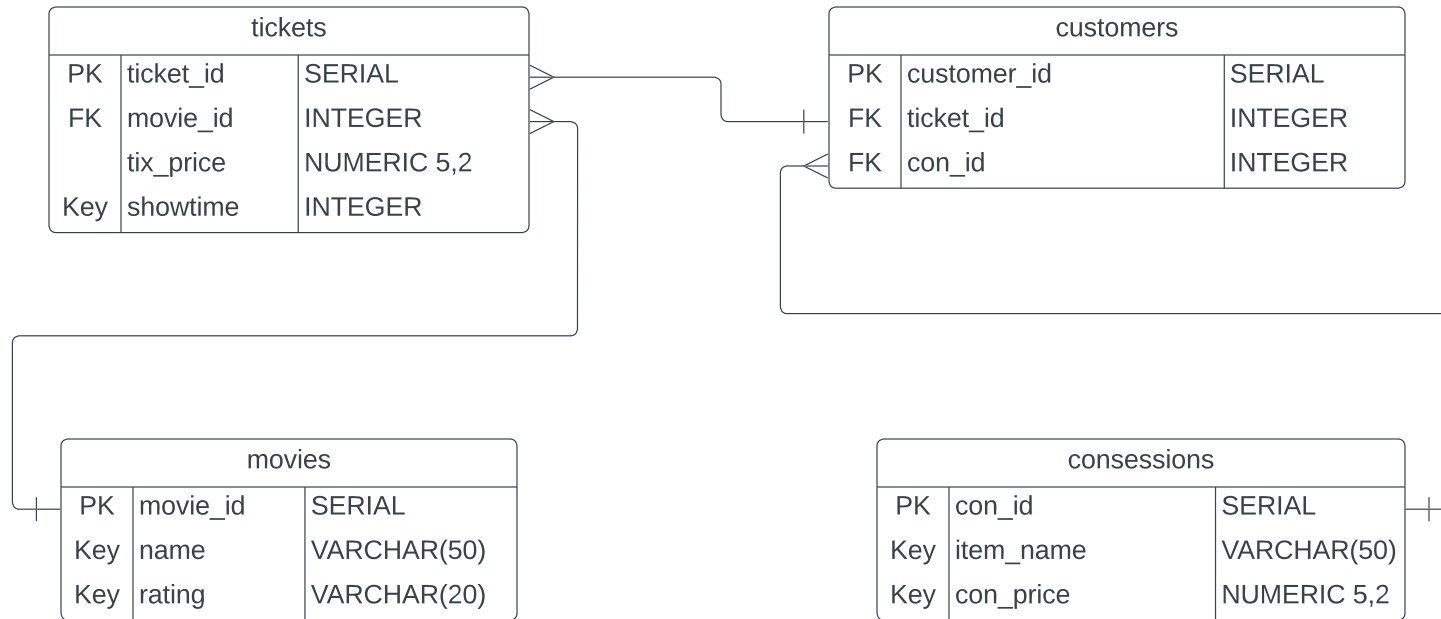 tickets
PK ticket_id SERIAL
FK movie_id INTEGER
tix_price NUMERIC 5,2
Key showtime INTEGER
customers
PK customer_id SERIAL
FK ticket_id INTEGER
FK con_id INTEGER
movies
PK movie_id SERIAL
Key name VARCHAR(50)
Key rating VARCHAR(20)
consessions
PK con_id SERIAL
Key item_name VARCHAR(50)
Key con_price NUMERIC 5,2